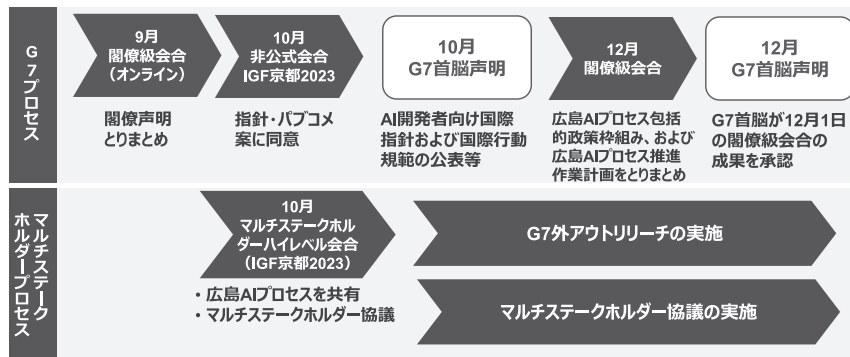 G7プロセス
9月
閣僚級会合
（オンライン）
閣僚声明
とりまとめ
10月
非公式会合
IGF京都2023
指針・パブコメ
案に同意
10月
G7首脳声明
AI開発者向け国際
指針および国際行動
規範の公表等
12月
閣僚級会合
広島AIプロセス包括
的政策枠組み、および
広島AIプロセス推進
作業計画をとりまとめ
12月
G7首脳声明
G7首脳が12月1日
の閣僚級会合の
成果を承認
マルチステーク
ホルダープロセス
10月
マルチステークホル
ダーハイレベル会合
（IGF京都2023）
・広島AIプロセスを共有
・マルチステークホルダー協議
G7外アウトリリーチの実施
マルチステークホルダー協議の実施